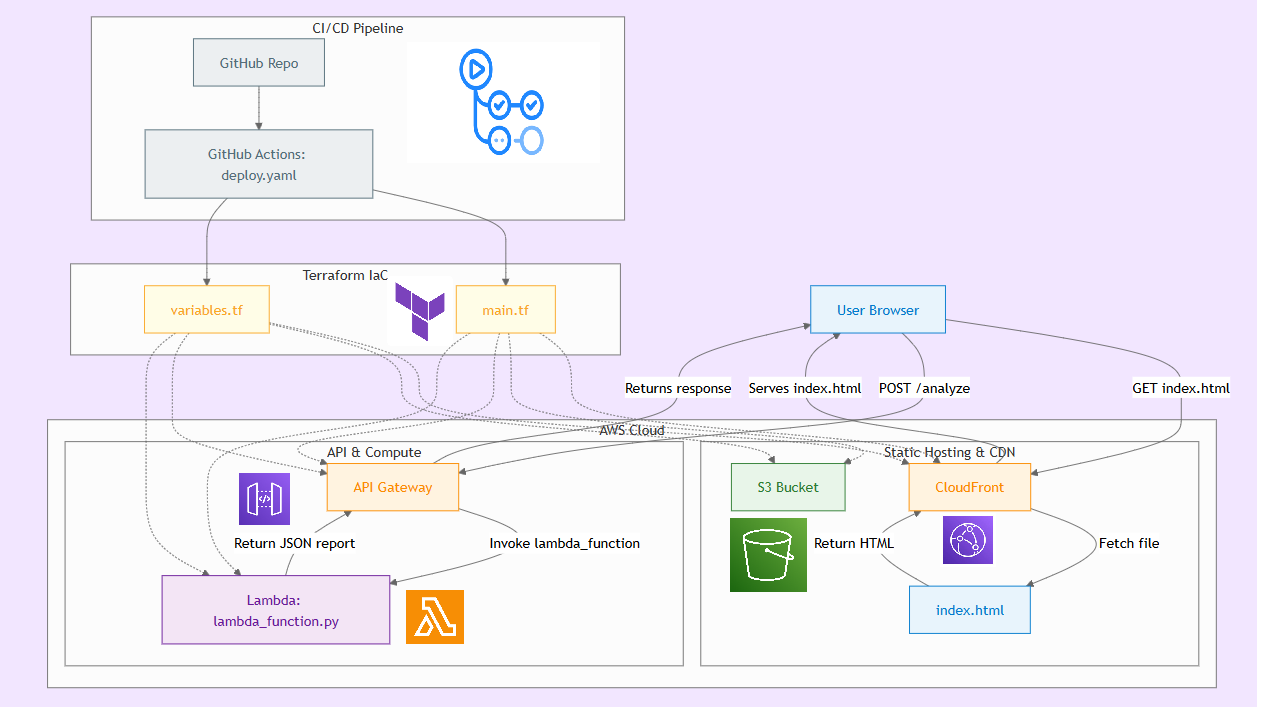 CI/CD Pipeline
GitHub Repo
GitHub Actions:
deploy.yaml
Terraform IaC
variables.tf
main.tf
User Browser
Returns response
Serves index.html
POST /analyze
GET index.html
AWS Cloud
API & Compute
Static Hosting & CDN
API Gateway
S3 Bucket
CloudFront
Return JSON report
Invoke lambda_function
Return HTML
Fetch file
Lambda:
lambda_function.py
index.html